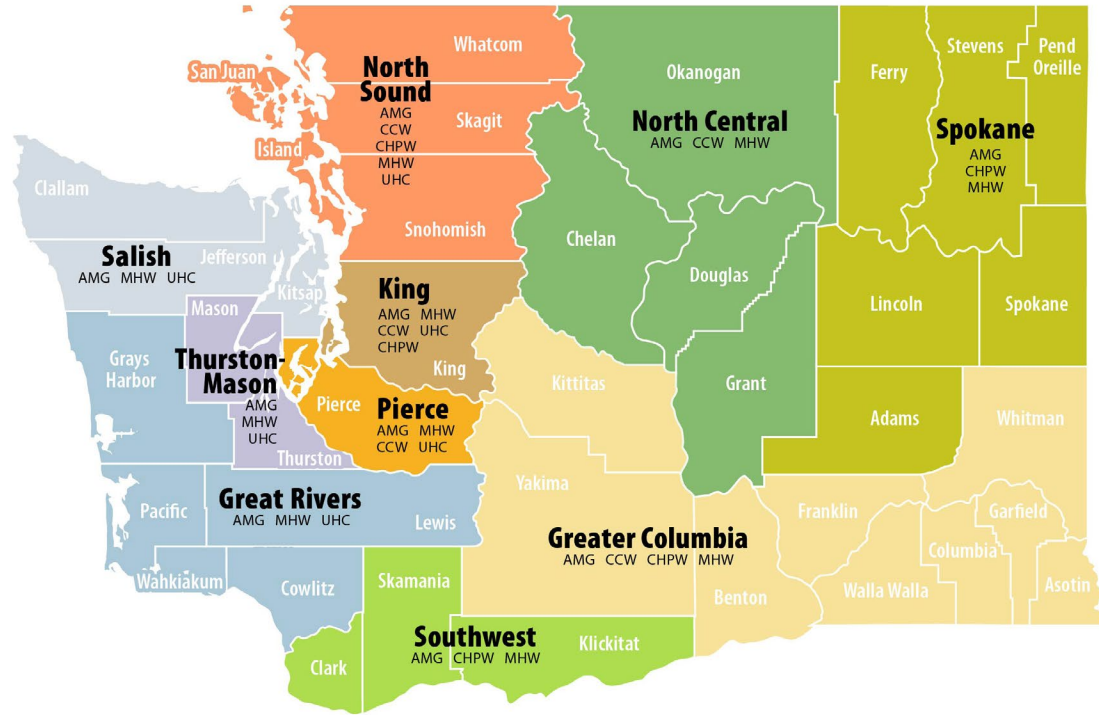 Whatcom
San Juan
North
Sound
AMG
CCW
CHPW
MHW
UHC
Skagit
Island
Snohomish
Okanogan
North Central
AMG CCW MHW
Chelan
Douglas
Grant
Ferry
Stevens
Pend
Oreille
Spokane
AMG
CHPW
MHW
Lincoln
Spokane
Adams
Clallam
Salish
AMG MHW UHC
Jefferson
Kitsap
Mason
Thurston-
Mason
AMG
MHW
UHC
Thurston
King
AMG MHW
CCW UHC
CHPW
King
Pierce
Pierce
AMG MHW
CCW UHC
Grays
Harbor
Pacific
Great Rivers
AMG MHW UHC
Lewis
Wahkiakum
Cowlitz
Kittitas
Yakima
Greater Columbia
AMG CCW CHPW MHW
Benton
Franklin
Whitman
Garfield
Columbia
Walla Walla
Asotin
Skamania
Southwest
AMG CHPW MHW
Klickitat
Clark